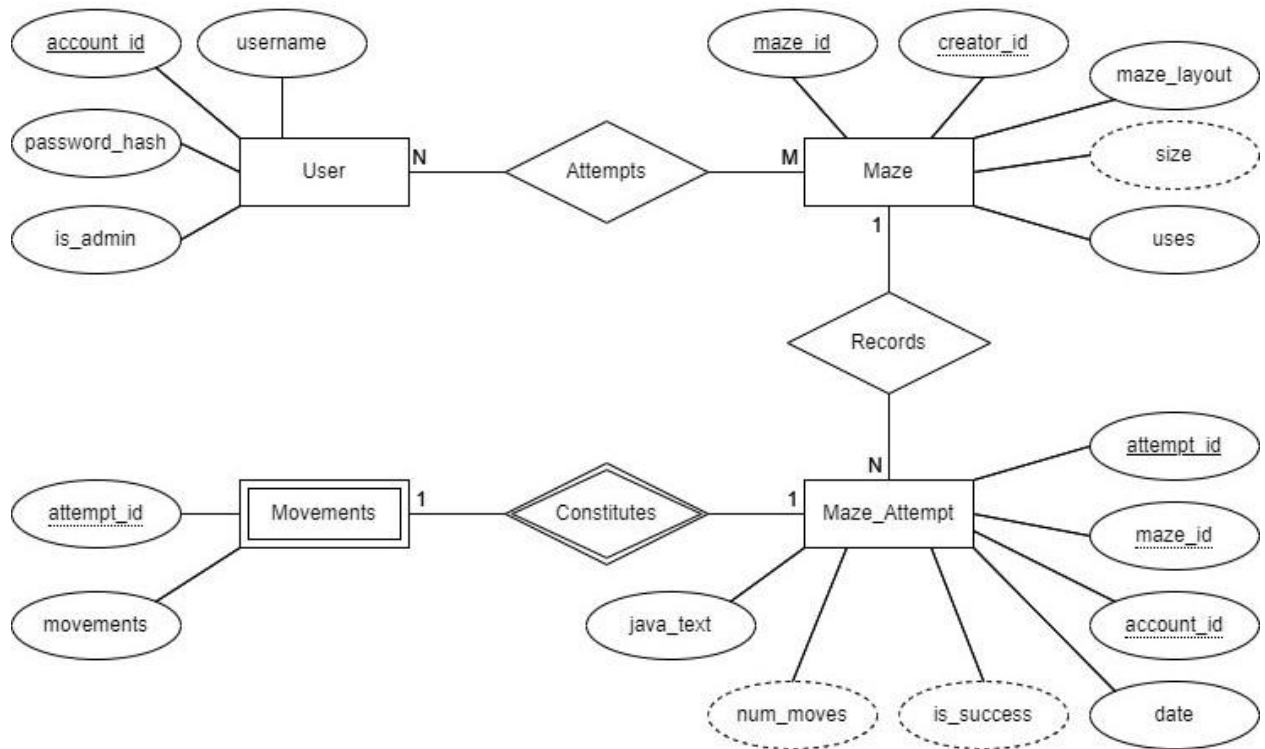 account_id
username
maze_id
creator_id
maze_layout
password_hash
User
N
Attempts
M
Maze
size
is_admin
1
uses
Records
N
attempt_id
attempt_id
Movements
1
Constitutes
1
Maze_Attempt
maze_id
movements
java_text
account_id
num_moves
is_success
date